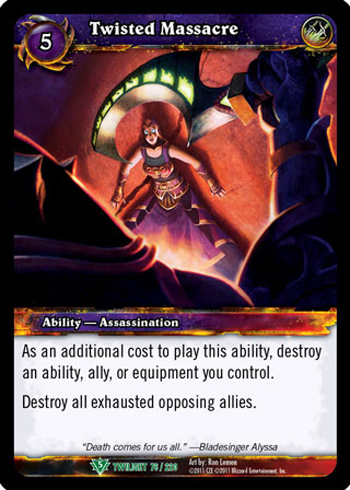 5
Twisted Massacre
Ability — Assassination
As an additional cost to play this ability, destroy
an ability, ally, or equipment you control.
Destroy all exhausted opposing allies.
"Death comes for us all." —Bladesinger Alyssa
TWILIGHT 76 / 220
Art by: Ron Lemen
©2011 CZE ©2011 Blizzard Entertainment, Inc.